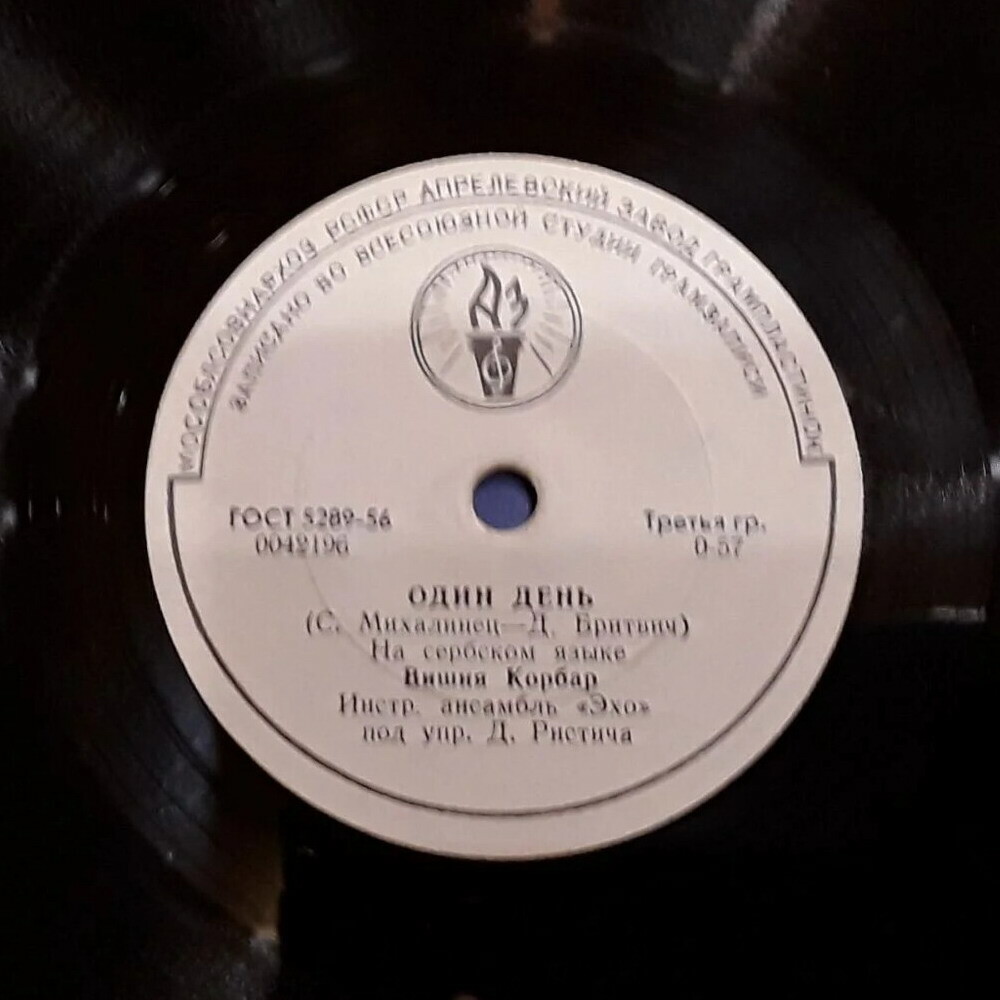 МОСОБЛСОВНАРХОЗ РСФСР АПРЕЛЕВСКИЙ ЗАВОД ГРАМПЛАСТИНОК
ЗАПИСАНО ВО ВСЕСОЮЗНОЙ СТУДИИ ГРАМЗАПИСИ
ГОСТ 5289-56
0042196
Третья гр.
0-57
ОДИН ДЕНЬ
(С. Михалинец—Д. Бритвич)
На сербском языке
Вишня Корбар
Инстр. ансамбль «Эхо»
под упр. Д. Ристича